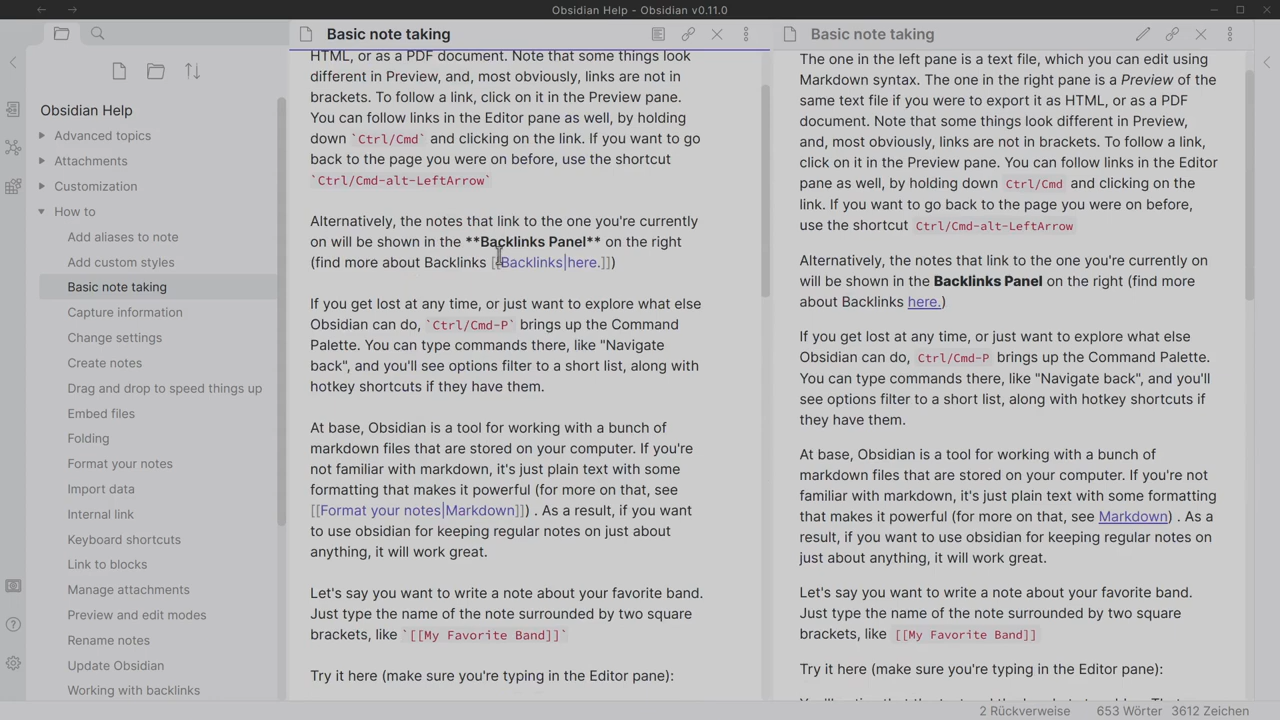 Obsidian Help - Obsidian v0.11.0
Obsidian Help
Advanced topics
Attachments
Customization
How to
Add aliases to note
Add custom styles
Basic note taking
Capture information
Change settings
Create notes
Drag and drop to speed things up
Embed files
Folding
Format your notes
Import data
Internal link
Keyboard shortcuts
Link to blocks
Manage attachments
Preview and edit modes
Rename notes
Update Obsidian
Working with backlinks
Basic note taking
HTML, or as a PDF document. Note that some things look
different in Preview, and, most obviously, links are not in
brackets. To follow a link, click on it in the Preview pane.
You can follow links in the Editor pane as well, by holding
down `Ctrl/Cmd` and clicking on the link. If you want to go
back to the page you were on before, use the shortcut
`Ctrl/Cmd-alt-LeftArrow`
Alternatively, the notes that link to the one you're currently
on will be shown in the **Backlinks Panel** on the right
(find more about Backlinks [[Backlinks|here.]])
If you get lost at any time, or just want to explore what else
Obsidian can do, `Ctrl/Cmd-P` brings up the Command
Palette. You can type commands there, like "Navigate
back", and you'll see options filter to a short list, along with
hotkey shortcuts if they have them.
At base, Obsidian is a tool for working with a bunch of
markdown files that are stored on your computer. If you're
not familiar with markdown, it's just plain text with some
formatting that makes it powerful (for more on that, see
[[Format your notes|Markdown]]) . As a result, if you want
to use obsidian for keeping regular notes on just about
anything, it will work great.
Let's say you want to write a note about your favorite band.
Just type the name of the note surrounded by two square
brackets, like `[[My Favorite Band]]`
Try it here (make sure you're typing in the Editor pane):
Basic note taking
The one in the left pane is a text file, which you can edit using
Markdown syntax. The one in the right pane is a Preview of the
same text file if you were to export it as HTML, or as a PDF
document. Note that some things look different in Preview,
and, most obviously, links are not in brackets. To follow a link,
click on it in the Preview pane. You can follow links in the Editor
pane as well, by holding down Ctrl/Cmd and clicking on the
link. If you want to go back to the page you were on before,
use the shortcut Ctrl/Cmd-alt-LeftArrow
Alternatively, the notes that link to the one you're currently on
will be shown in the Backlinks Panel on the right (find more
about Backlinks here.)
If you get lost at any time, or just want to explore what else
Obsidian can do, Ctrl/Cmd-P brings up the Command Palette.
You can type commands there, like "Navigate back", and you'll
see options filter to a short list, along with hotkey shortcuts if
they have them.
At base, Obsidian is a tool for working with a bunch of
markdown files that are stored on your computer. If you're not
familiar with markdown, it's just plain text with some formatting
that makes it powerful (for more on that, see Markdown) . As a
result, if you want to use obsidian for keeping regular notes on
just about anything, it will work great.
Let's say you want to write a note about your favorite band.
Just type the name of the note surrounded by two square
brackets, like [[My Favorite Band]]
Try it here (make sure you're typing in the Editor pane):
2 Rückverweise 653 Wörter 3612 Zeichen